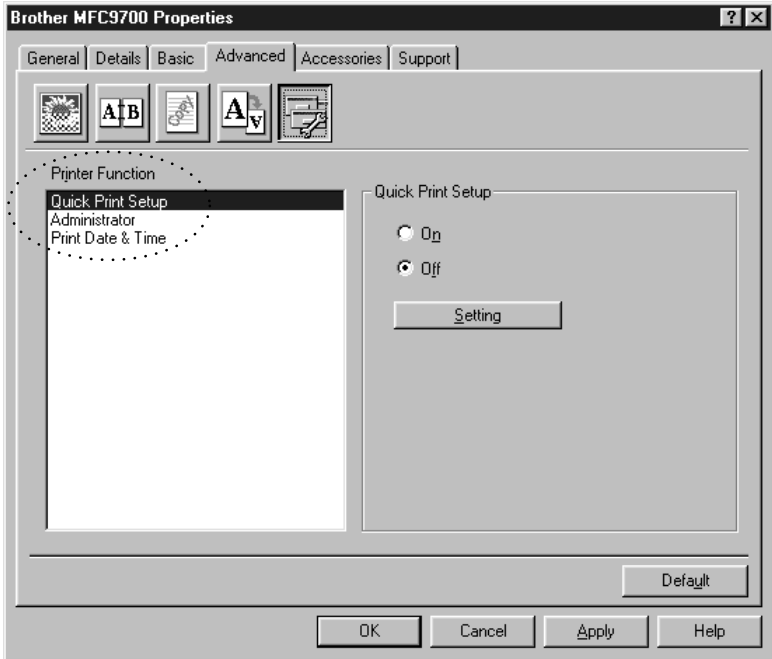 Brother MFC9700 Properties
? X
General Details Basic Advanced Accessories Support
A B COPY A A
Printer Function
Quick Print Setup
Administrator
Print Date & Time
Quick Print Setup
On
Off
Setting
Default
OK Cancel Apply Help